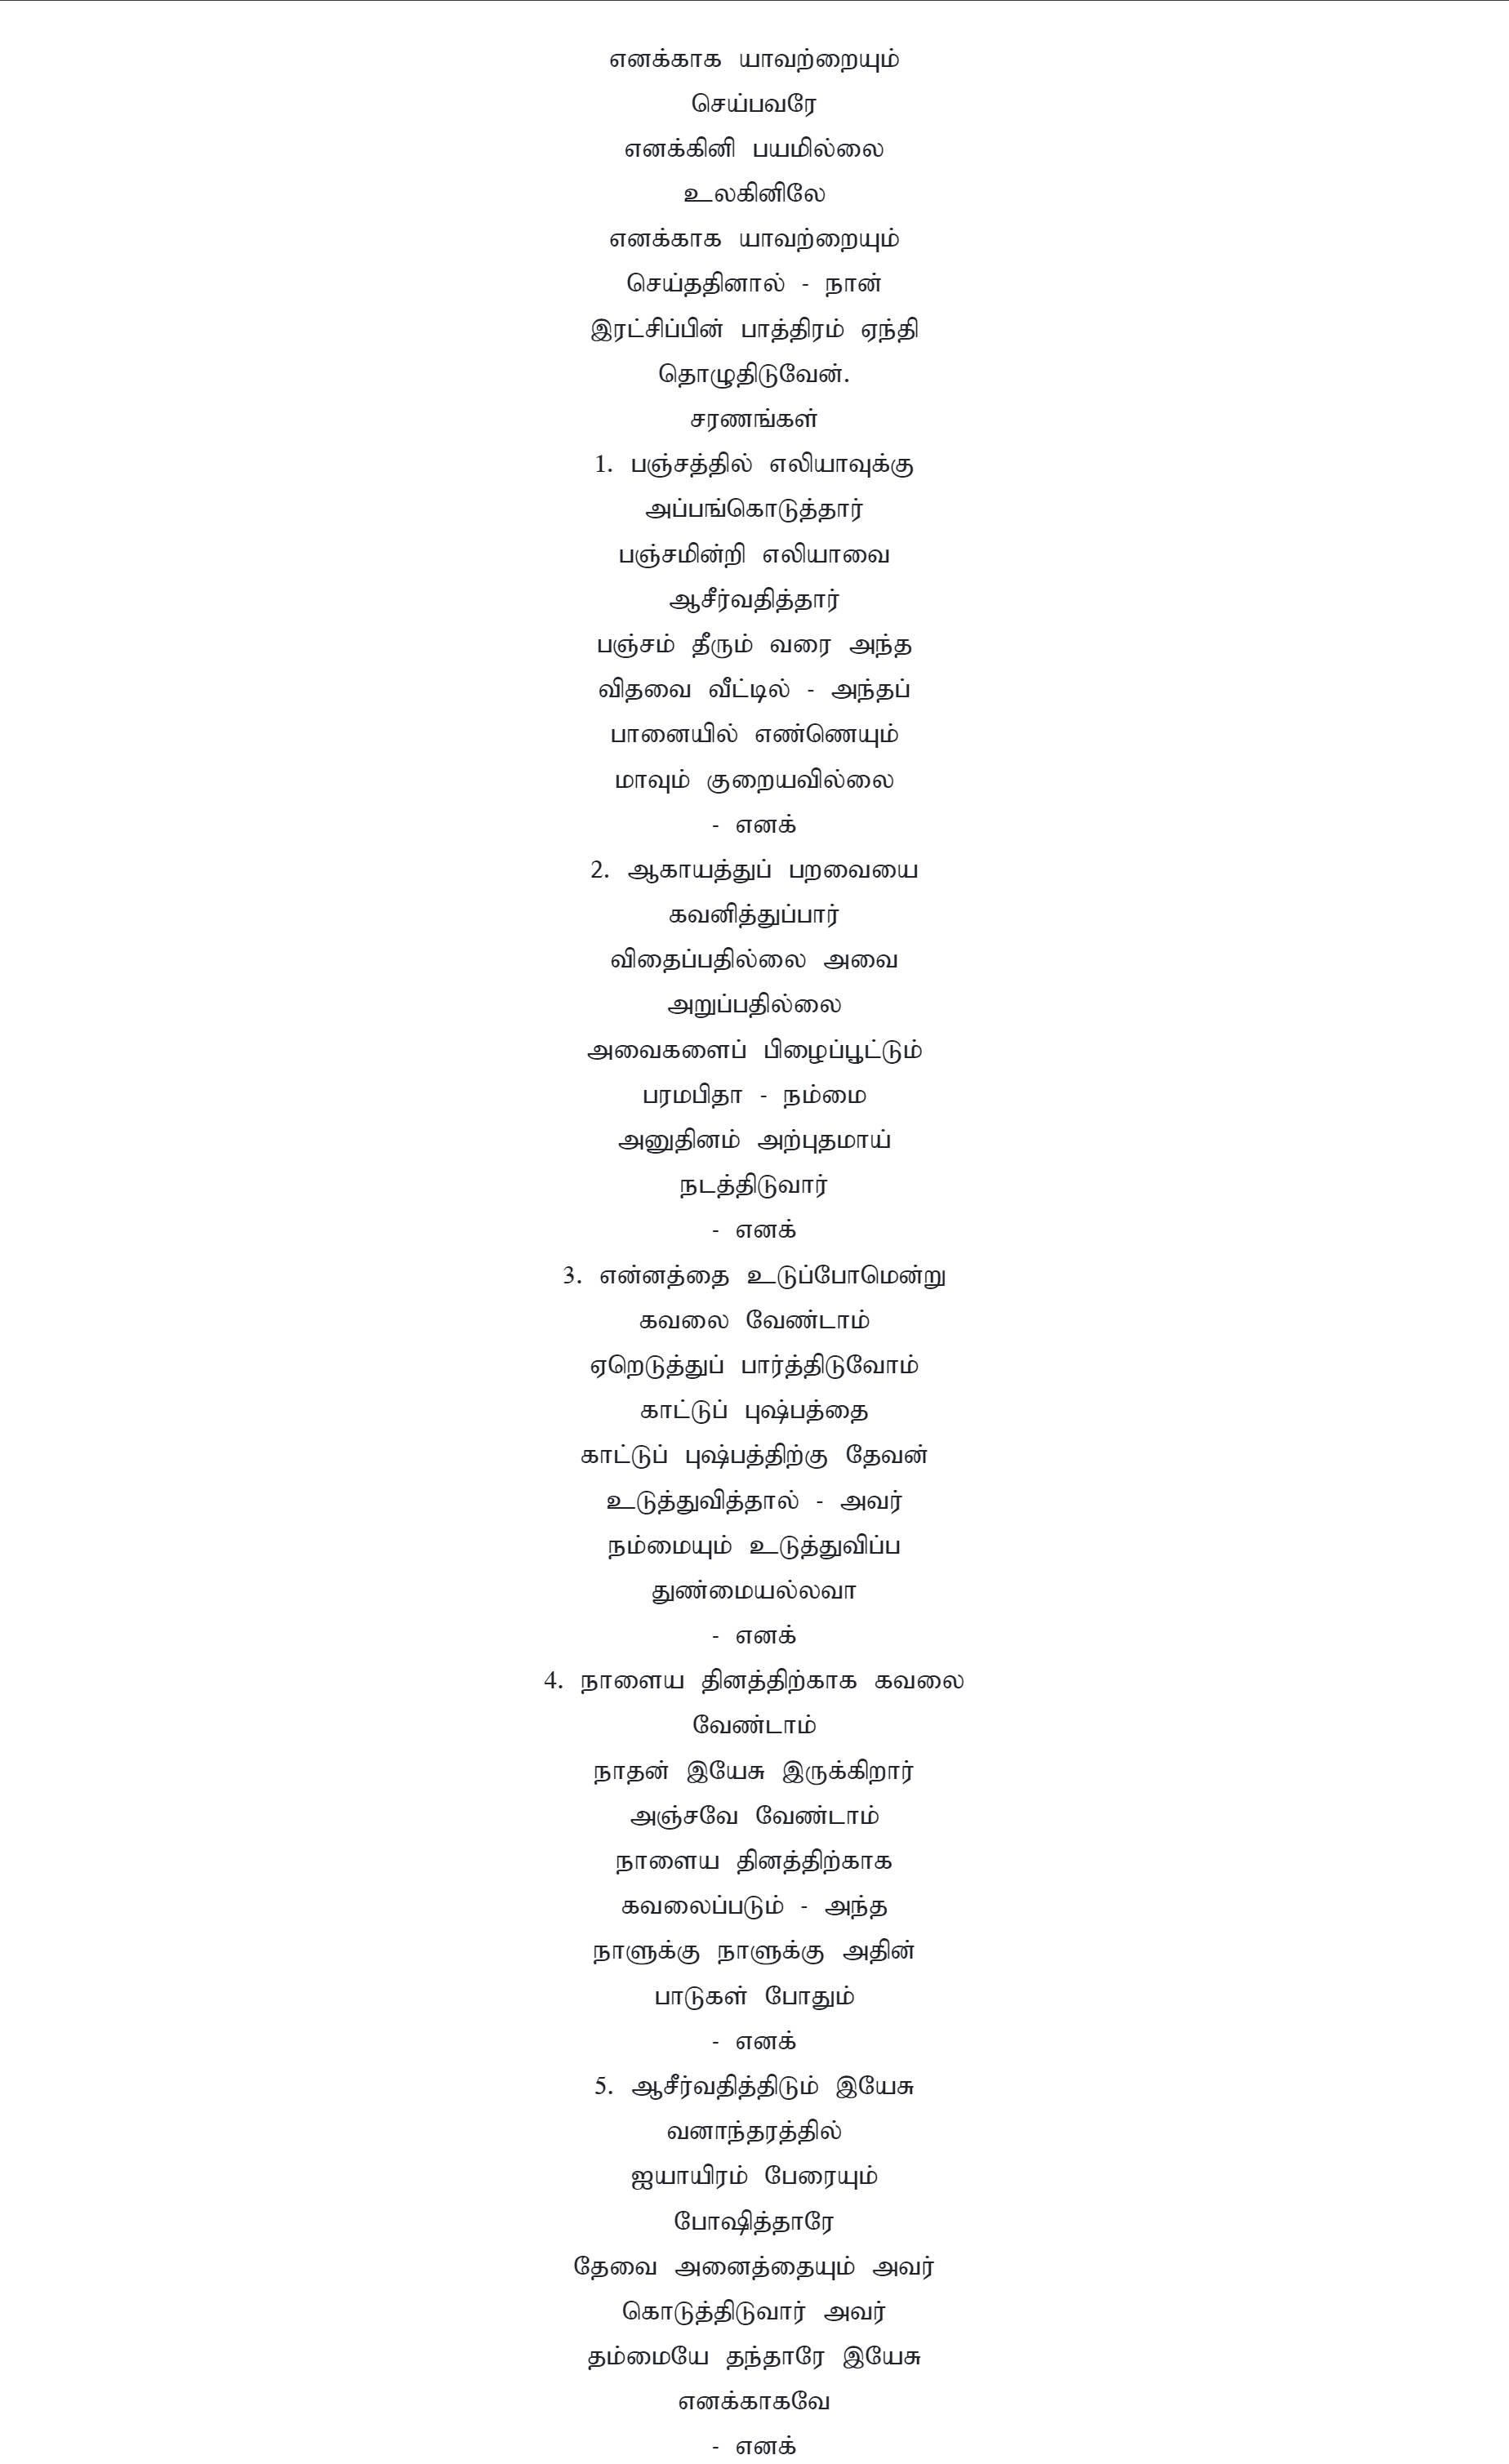 எனக்காக யாவற்றையும்
செய்பவரே
எனக்கினி பயமில்லை
உலகினிலே
எனக்காக யாவற்றையும்
செய்ததினால் - நான்
இரட்சிப்பின் பாத்திரம் ஏந்தி
தொழுதிடுவேன்.
சரணங்கள்
1. பஞ்சத்தில் எலியாவுக்கு
அப்பங்கொடுத்தார்
பஞ்சமின்றி எலியாவை
ஆசீர்வதித்தார்
பஞ்சம் தீரும் வரை அந்த
விதவை வீட்டில் - அந்தப்
பானையில் எண்ணெயும்
மாவும் குறையவில்லை
- எனக்
2. ஆகாயத்துப் பறவையை
கவனித்துப்பார்
விதைப்பதில்லை அவை
அறுப்பதில்லை
அவைகளைப் பிழைப்பூட்டும்
பரமபிதா - நம்மை
அனுதினம் அற்புதமாய்
நடத்திடுவார்
- எனக்
3. என்னத்தை உடுப்போமென்று
கவலை வேண்டாம்
ஏறெடுத்துப் பார்த்திடுவோம்
காட்டுப் புஷ்பத்தை
காட்டுப் புஷ்பத்திற்கு தேவன்
உடுத்துவித்தால் - அவர்
நம்மையும் உடுத்துவிப்ப
துண்மையல்லவா
- எனக்
4. நாளைய தினத்திற்காக கவலை
வேண்டாம்
நாதன் இயேசு இருக்கிறார்
அஞ்சவே வேண்டாம்
நாளைய தினத்திற்காக
கவலைப்படும் - அந்த
நாளுக்கு நாளுக்கு அதின்
பாடுகள் போதும்
- எனக்
5. ஆசீர்வதித்திடும் இயேசு
வனாந்தரத்தில்
ஐயாயிரம் பேரையும்
போஷித்தாரே
தேவை அனைத்தையும் அவர்
கொடுத்திடுவார் அவர்
தம்மையே தந்தாரே இயேசு
எனக்காகவே
- எனக்